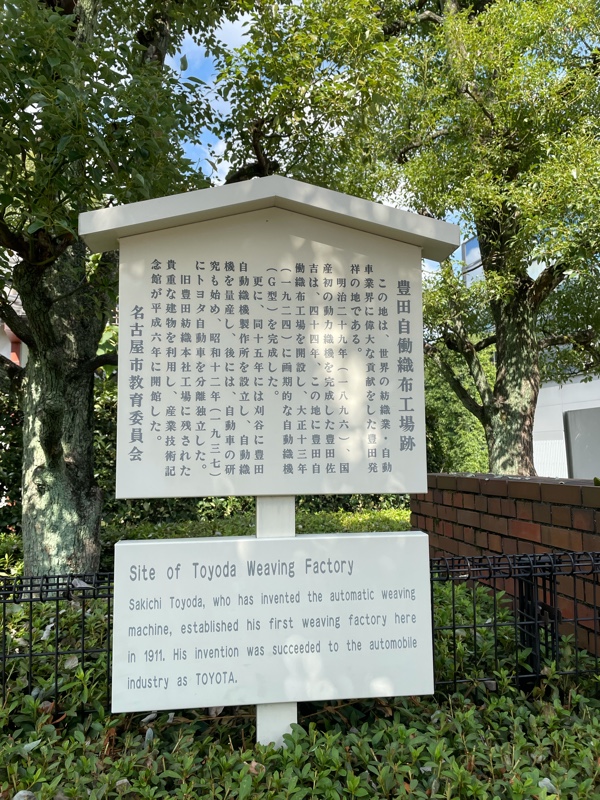 豊田自働織布工場跡
この地は、世界の紡織業・自動
車業界に偉大な貢献をした豊田発
祥の地である。
明治二十九年(一八九六)、国
産初の動力織機を完成した豊田佐
吉は、四十四年、この地に豊田自
働織布工場を開設し、大正十三年
(一九二四)に画期的な自動織機
(G型)を完成した。
更に、同十五年には刈谷に豊田
自動織機製作所を設立し、自動織
機を量産し、後には、自動車の研
究も始め、昭和十二年(一九三七)
にトヨタ自動車を分離独立した。
旧豊田紡織本社工場に残された
貴重な建物を利用し、産業技術記
念館が平成六年に開館した。
名古屋市教育委員会
Site of Toyoda Weaving Factory
Sakichi Toyoda, who has invented the automatic weaving
machine, established his first weaving factory here
in 1911. His invention was succeeded to the automobile
industry as TOYOTA.